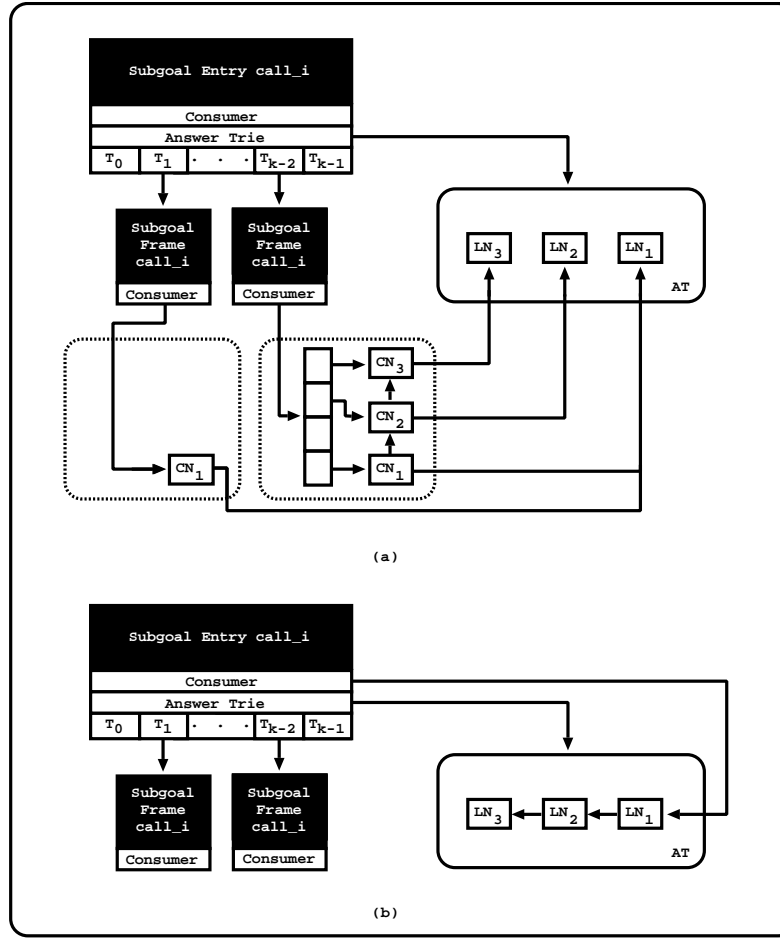 Subgoal Entry call_i
Consumer
Answer Trie
T0 T1 . . . Tk-2 Tk-1
Subgoal Frame call_i
Consumer
Subgoal Frame call_i
Consumer
LN3 LN2 LN1
AT
CN3
CN2
CN1
CN1
(a)
Subgoal Entry call_i
Consumer
Answer Trie
T0 T1 . . . Tk-2 Tk-1
Subgoal Frame call_i
Consumer
Subgoal Frame call_i
Consumer
LN3 LN2 LN1
AT
(b)